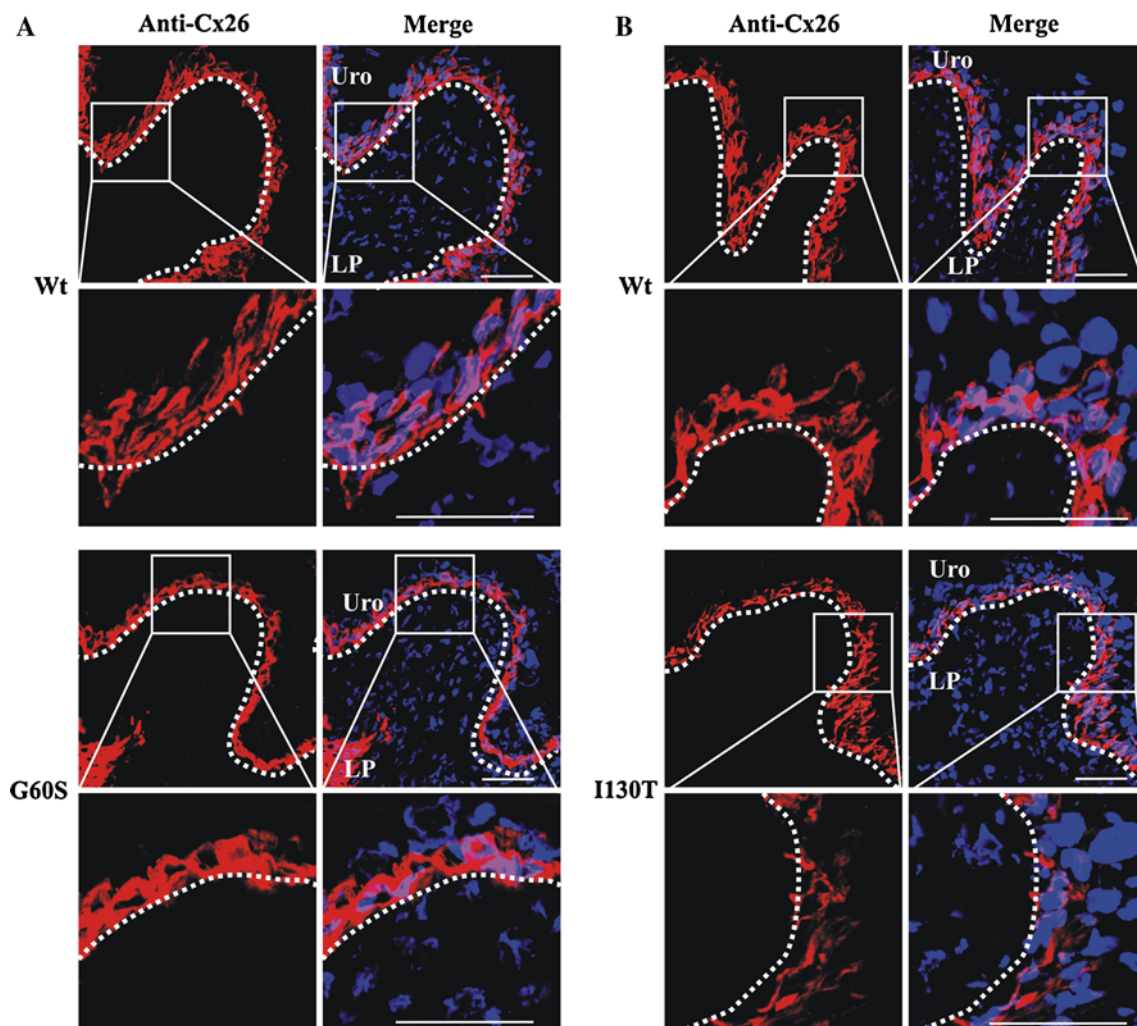 A Anti-Cx26 Merge B Anti-Cx26 Merge
Uro Uro
LP LP
Wt Wt
Uro Uro
LP
LP
G60S I130T